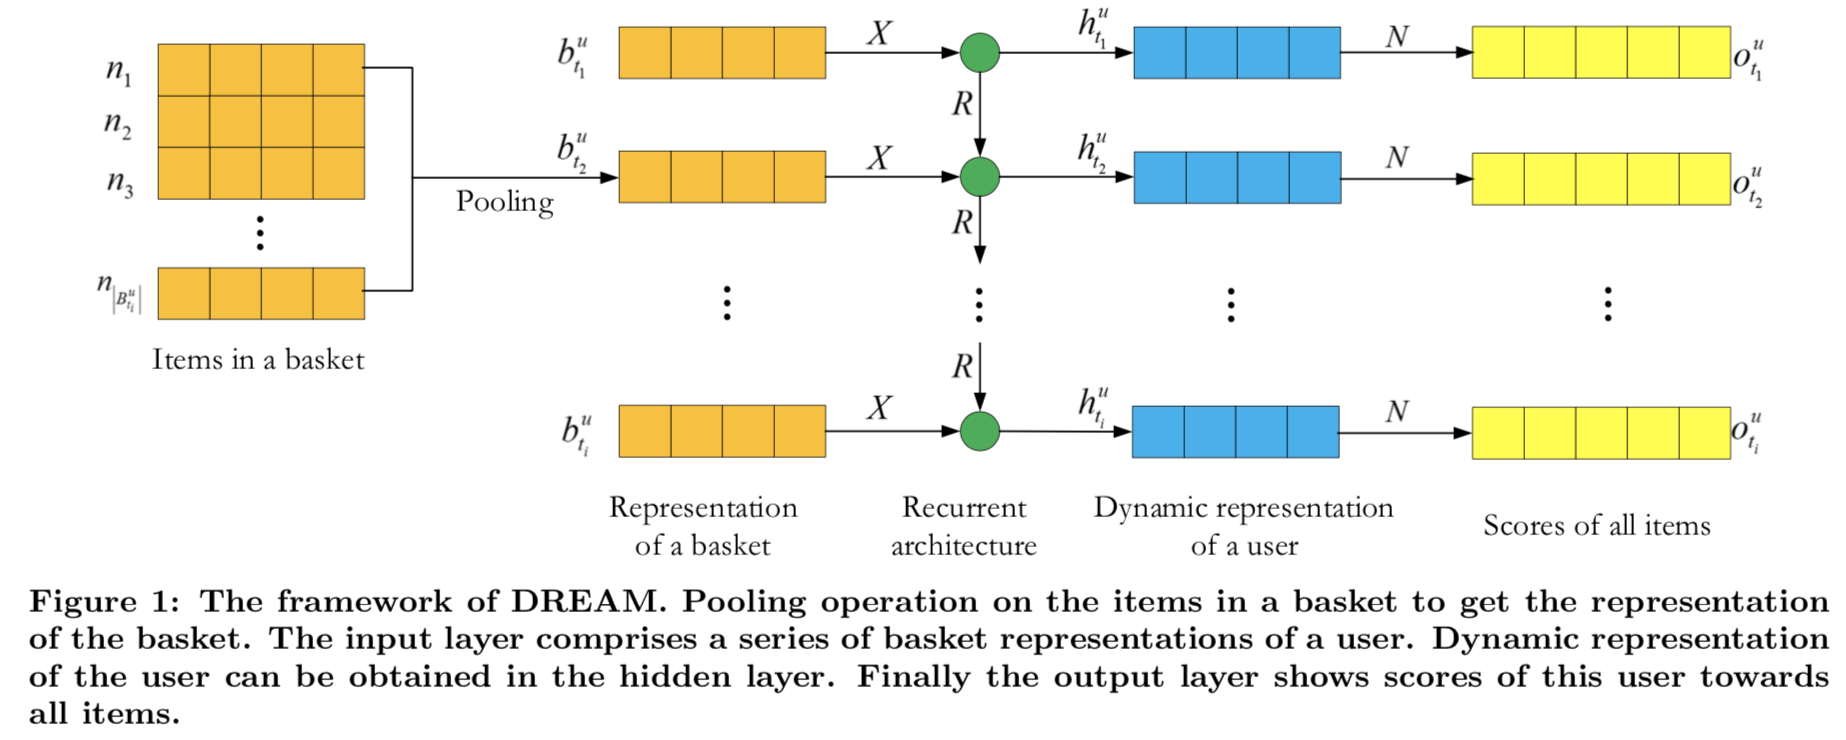 n_1
n_2
n_3
n_{|B^u_{t_i}|}
Items in a basket
Pooling
b^u_{t_1} X h^u_{t_1} N o^u_{t_1}
R
b^u_{t_2} X h^u_{t_2} N o^u_{t_2}
R
R
b^u_{t_i} X h^u_{t_i} N o^u_{t_i}
Representation
of a basket
Recurrent
architecture
Dynamic representation
of a user
Scores of all items
Figure 1: The framework of DREAM. Pooling operation on the items in a basket to get the representation
of the basket. The input layer comprises a series of basket representations of a user. Dynamic representation
of the user can be obtained in the hidden layer. Finally the output layer shows scores of this user towards
all items.